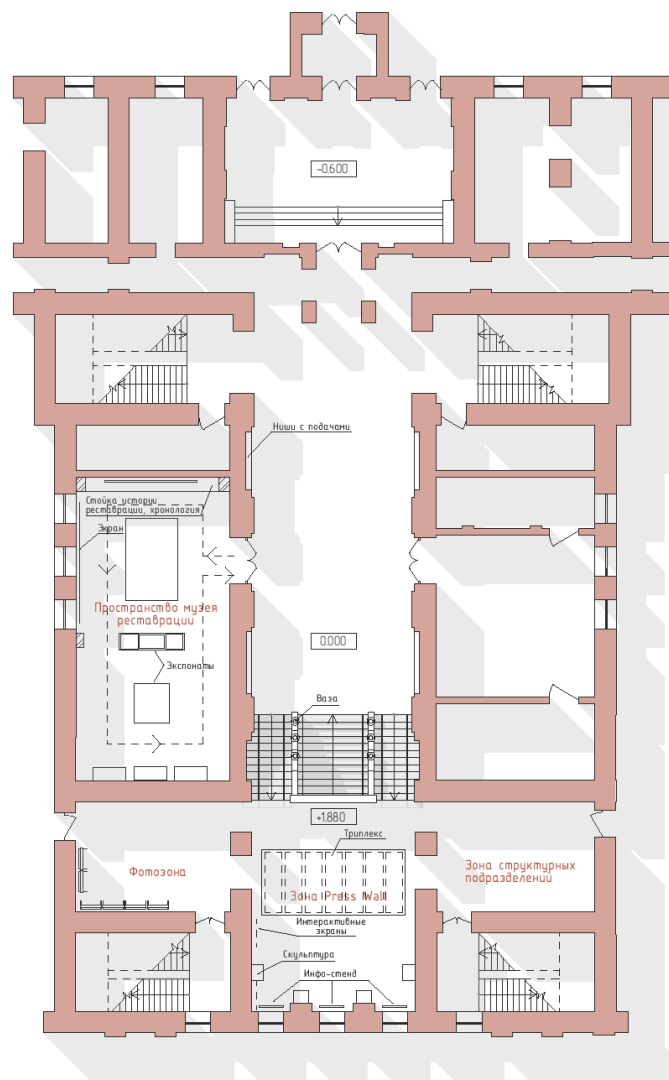 -0.600
Ниши с подачами
Стойка истории
реставрации, хронология
Экран
Пространство музея
реставрации
0.000
Экспонаты
Ваза
+1.880
Триплекс
Фотозона
Зона структурных
подразделений
Зона Press Wall
Интерактивные
экраны
Скульптура
Инфо-стенд